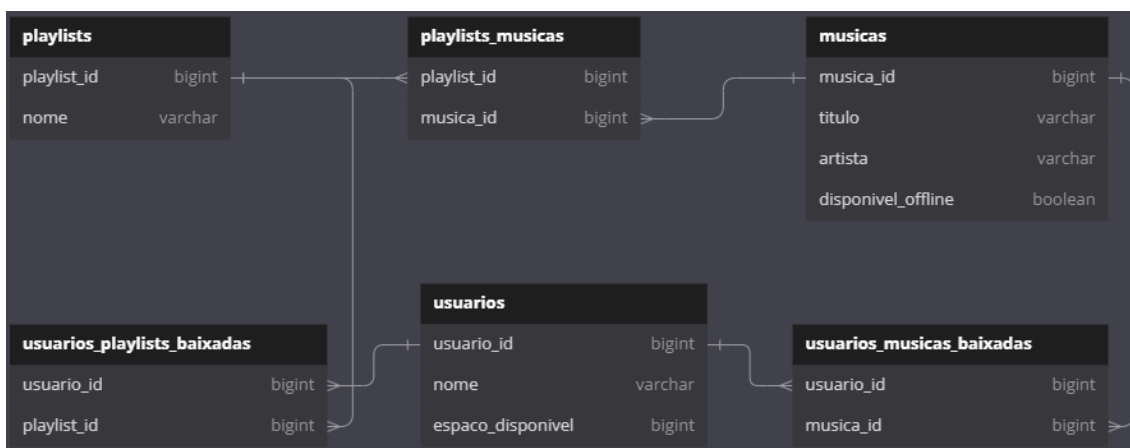 playlists
playlist_id bigint
nome varchar
playlists_musicas
playlist_id bigint
musica_id bigint
musicas
musica_id bigint
titulo varchar
artista varchar
disponivel_offline boolean
usuarios_playlists_baixadas
usuario_id bigint
playlist_id bigint
usuarios
usuario_id bigint
nome varchar
espaco_disponivel bigint
usuarios_musicas_baixadas
usuario_id bigint
musica_id bigint